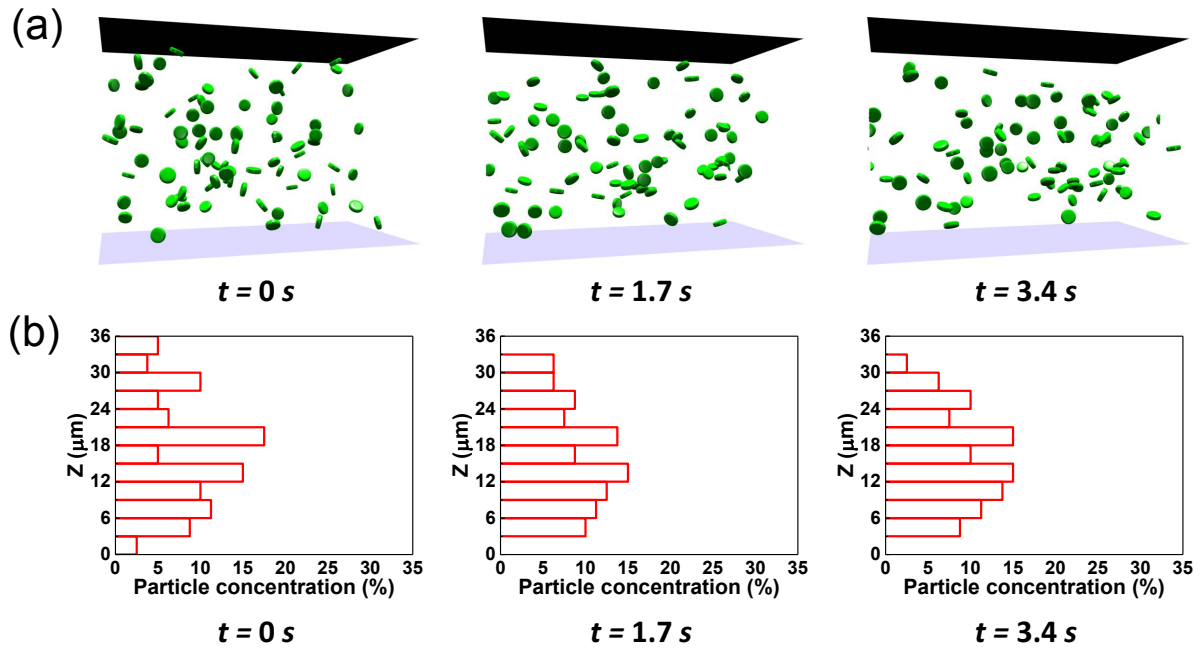 (a)
t = 0 s
t = 1.7 s
t = 3.4 s
(b)
36
30
24
18
12
6
0
Z (μm)
0 5 10 15 20 25 30 35
Particle concentration (%)
t = 0 s
36
30
24
18
12
6
0
Z (μm)
0 5 10 15 20 25 30 35
Particle concentration (%)
t = 1.7 s
36
30
24
18
12
6
0
Z (μm)
0 5 10 15 20 25 30 35
Particle concentration (%)
t = 3.4 s